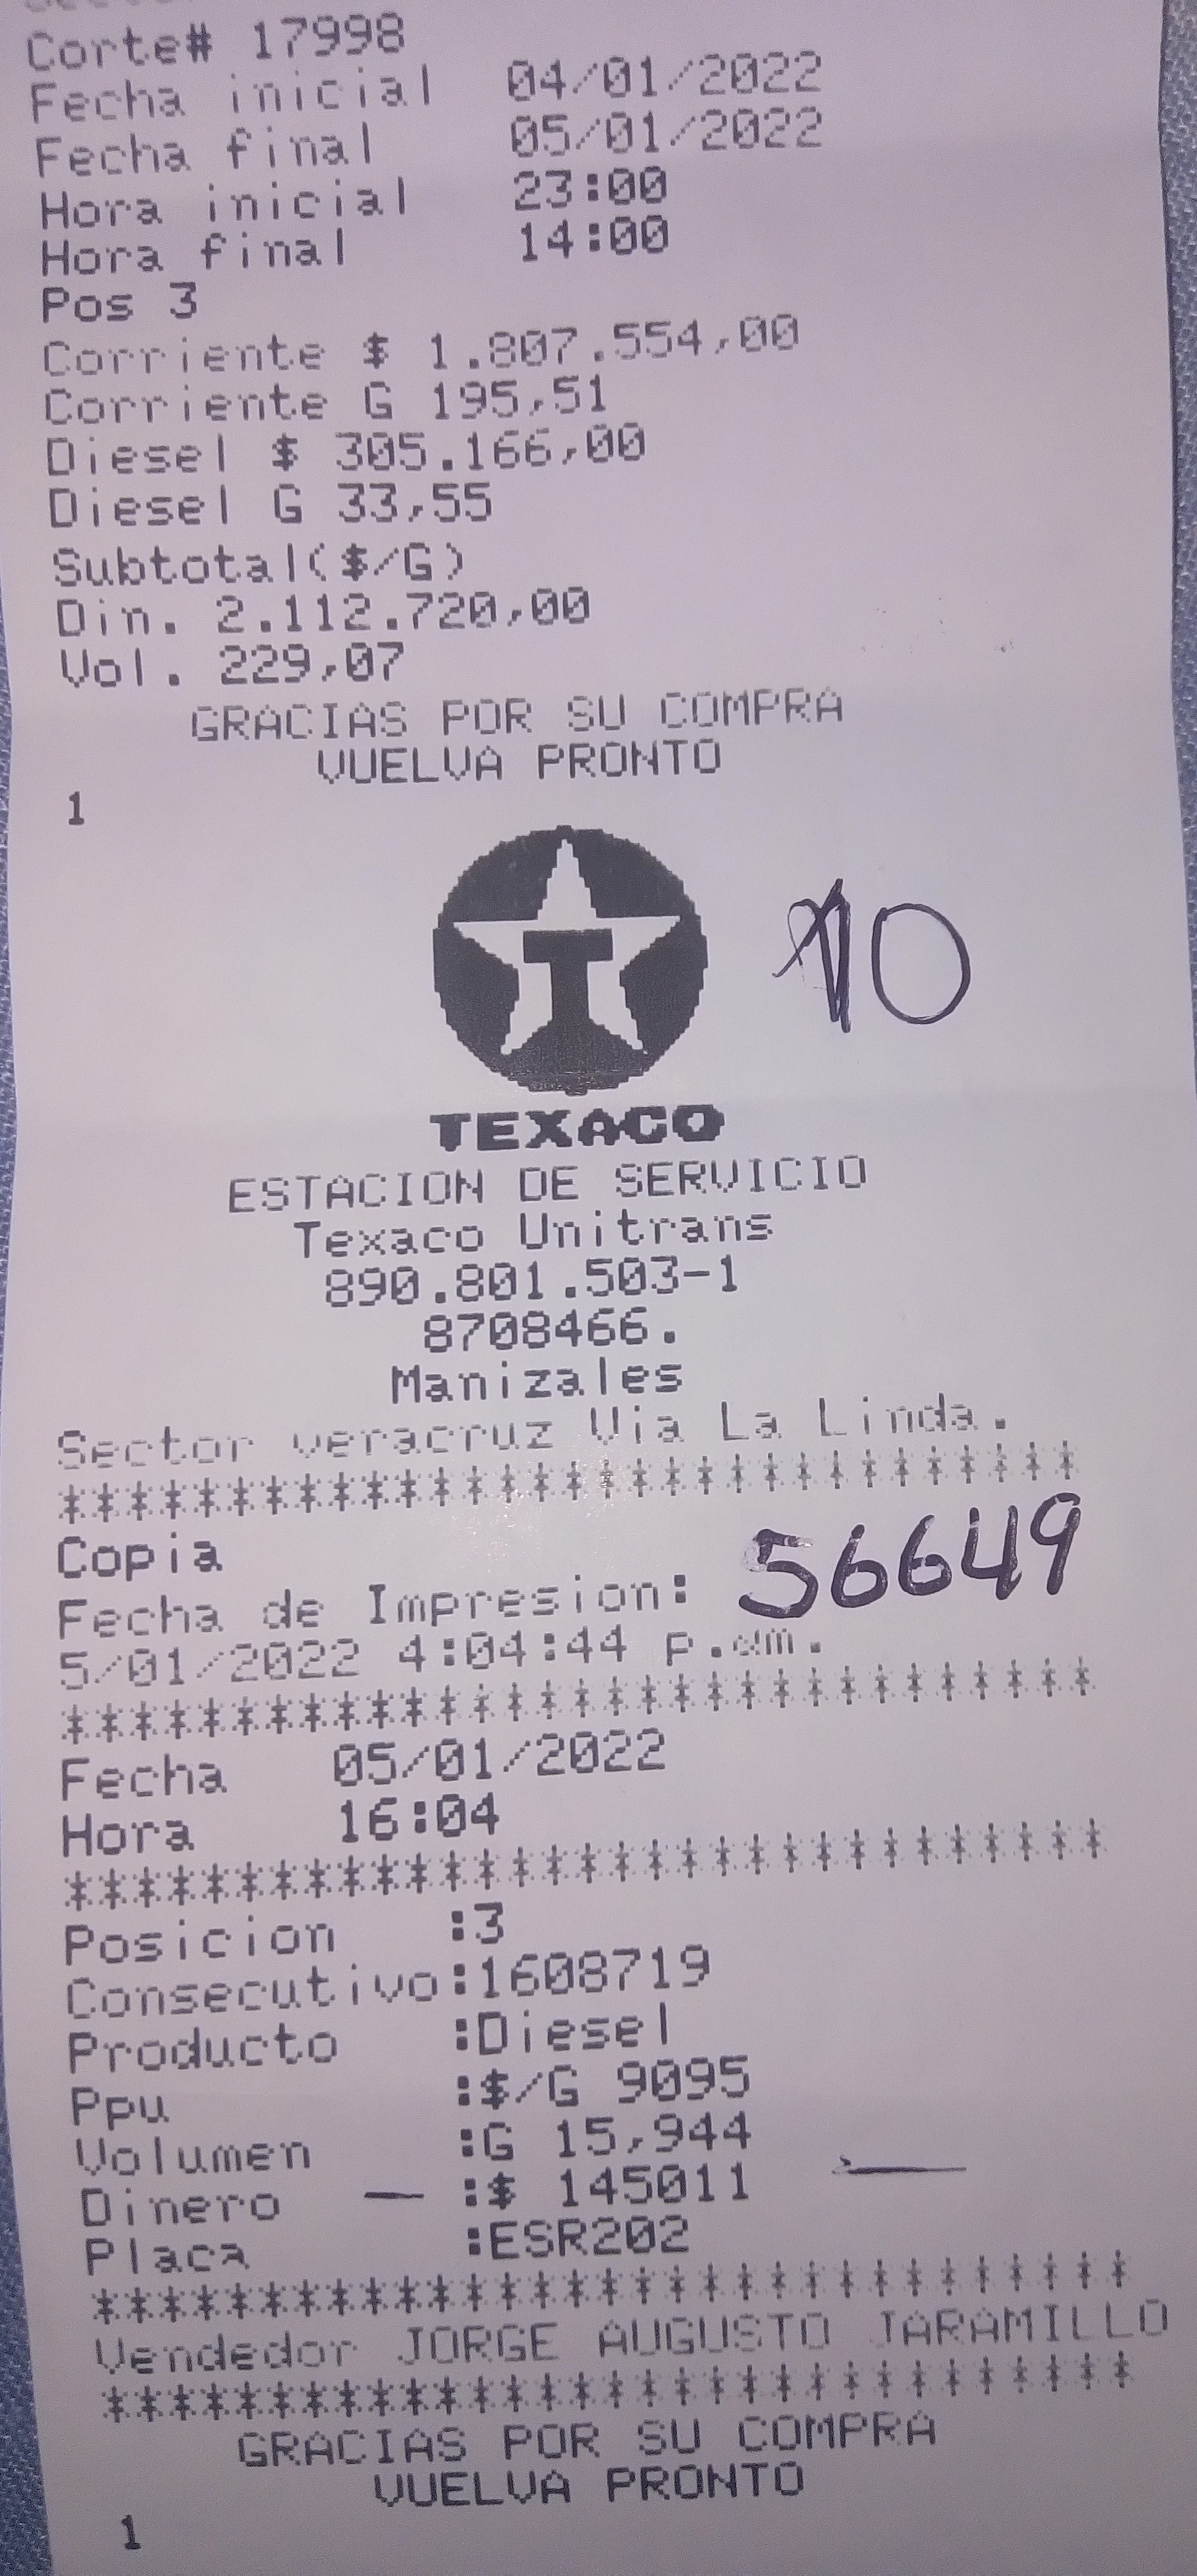 Corte# 17998
Fecha inicial 04/01/2022
Fecha final 05/01/2022
Hora inicial 23:00
Hora final 14:00
Pos 3
Corriente $ 1.807.554,00
Corriente G 195,51
Diesel $ 305.166,00
Diesel G 33,55
Subtotal($/G)
Din. 2.112.720,00
Vol. 229,07
GRACIAS POR SU COMPRA
VUELVA PRONTO
1
T
10
TEXACO
ESTACION DE SERVICIO
Texaco Unitrans
890.801.503-1
8708466.
Manizales
Sector veracruz Via La Linda.
******************************
Copia
56649
Fecha de Impresion:
5/01/2022 4:04:44 p. m.
******************************
Fecha 05/01/2022
Hora 16:04
******************************
Posicion :3
Consecutivo:1608719
Producto :Diesel
Ppu :$/G 9095
Volumen :G 15,944
Dinero :$ 145011
Placa :ESR202
******************************
Vendedor JORGE AUGUSTO JARAMILLO
******************************
GRACIAS POR SU COMPRA
VUELVA PRONTO
1